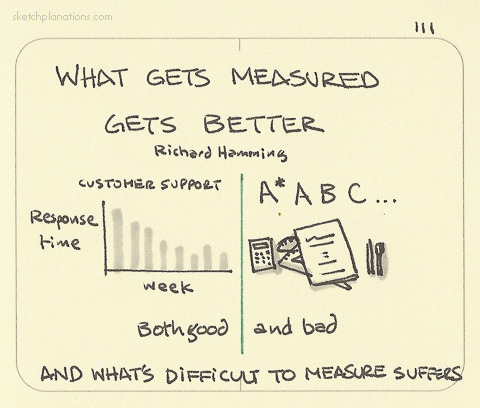 sketchplanations.com
111
WHAT GETS MEASURED
GETS BETTER
Richard Hamming
CUSTOMER SUPPORT
Response
time
week
A* A B C ...
Both good and bad
AND WHAT'S DIFFICULT TO MEASURE SUFFERS